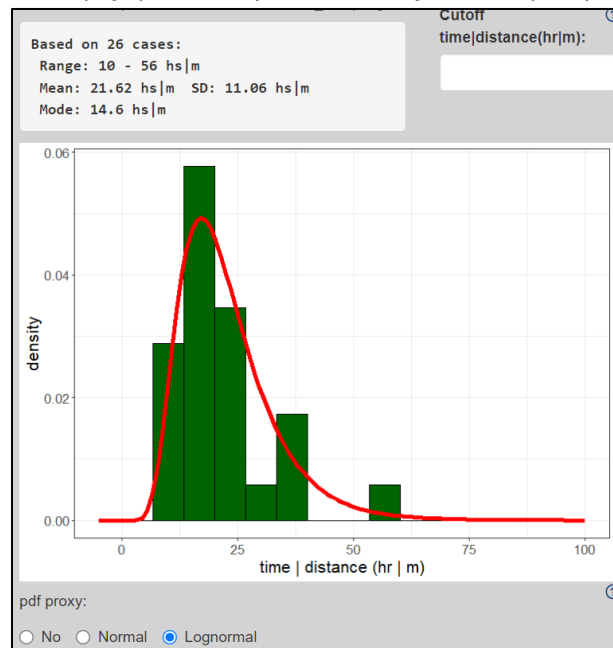 Cutoff
time|distance(hr|m):
Based on 26 cases:
Range: 10 - 56 hs|m
Mean: 21.62 hs|m SD: 11.06 hs|m
Mode: 14.6 hs|m
0.06
0.04
0.02
0.00
density
0
25
50
75
100
time | distance (hr | m)
pdf proxy:
No Normal Lognormal